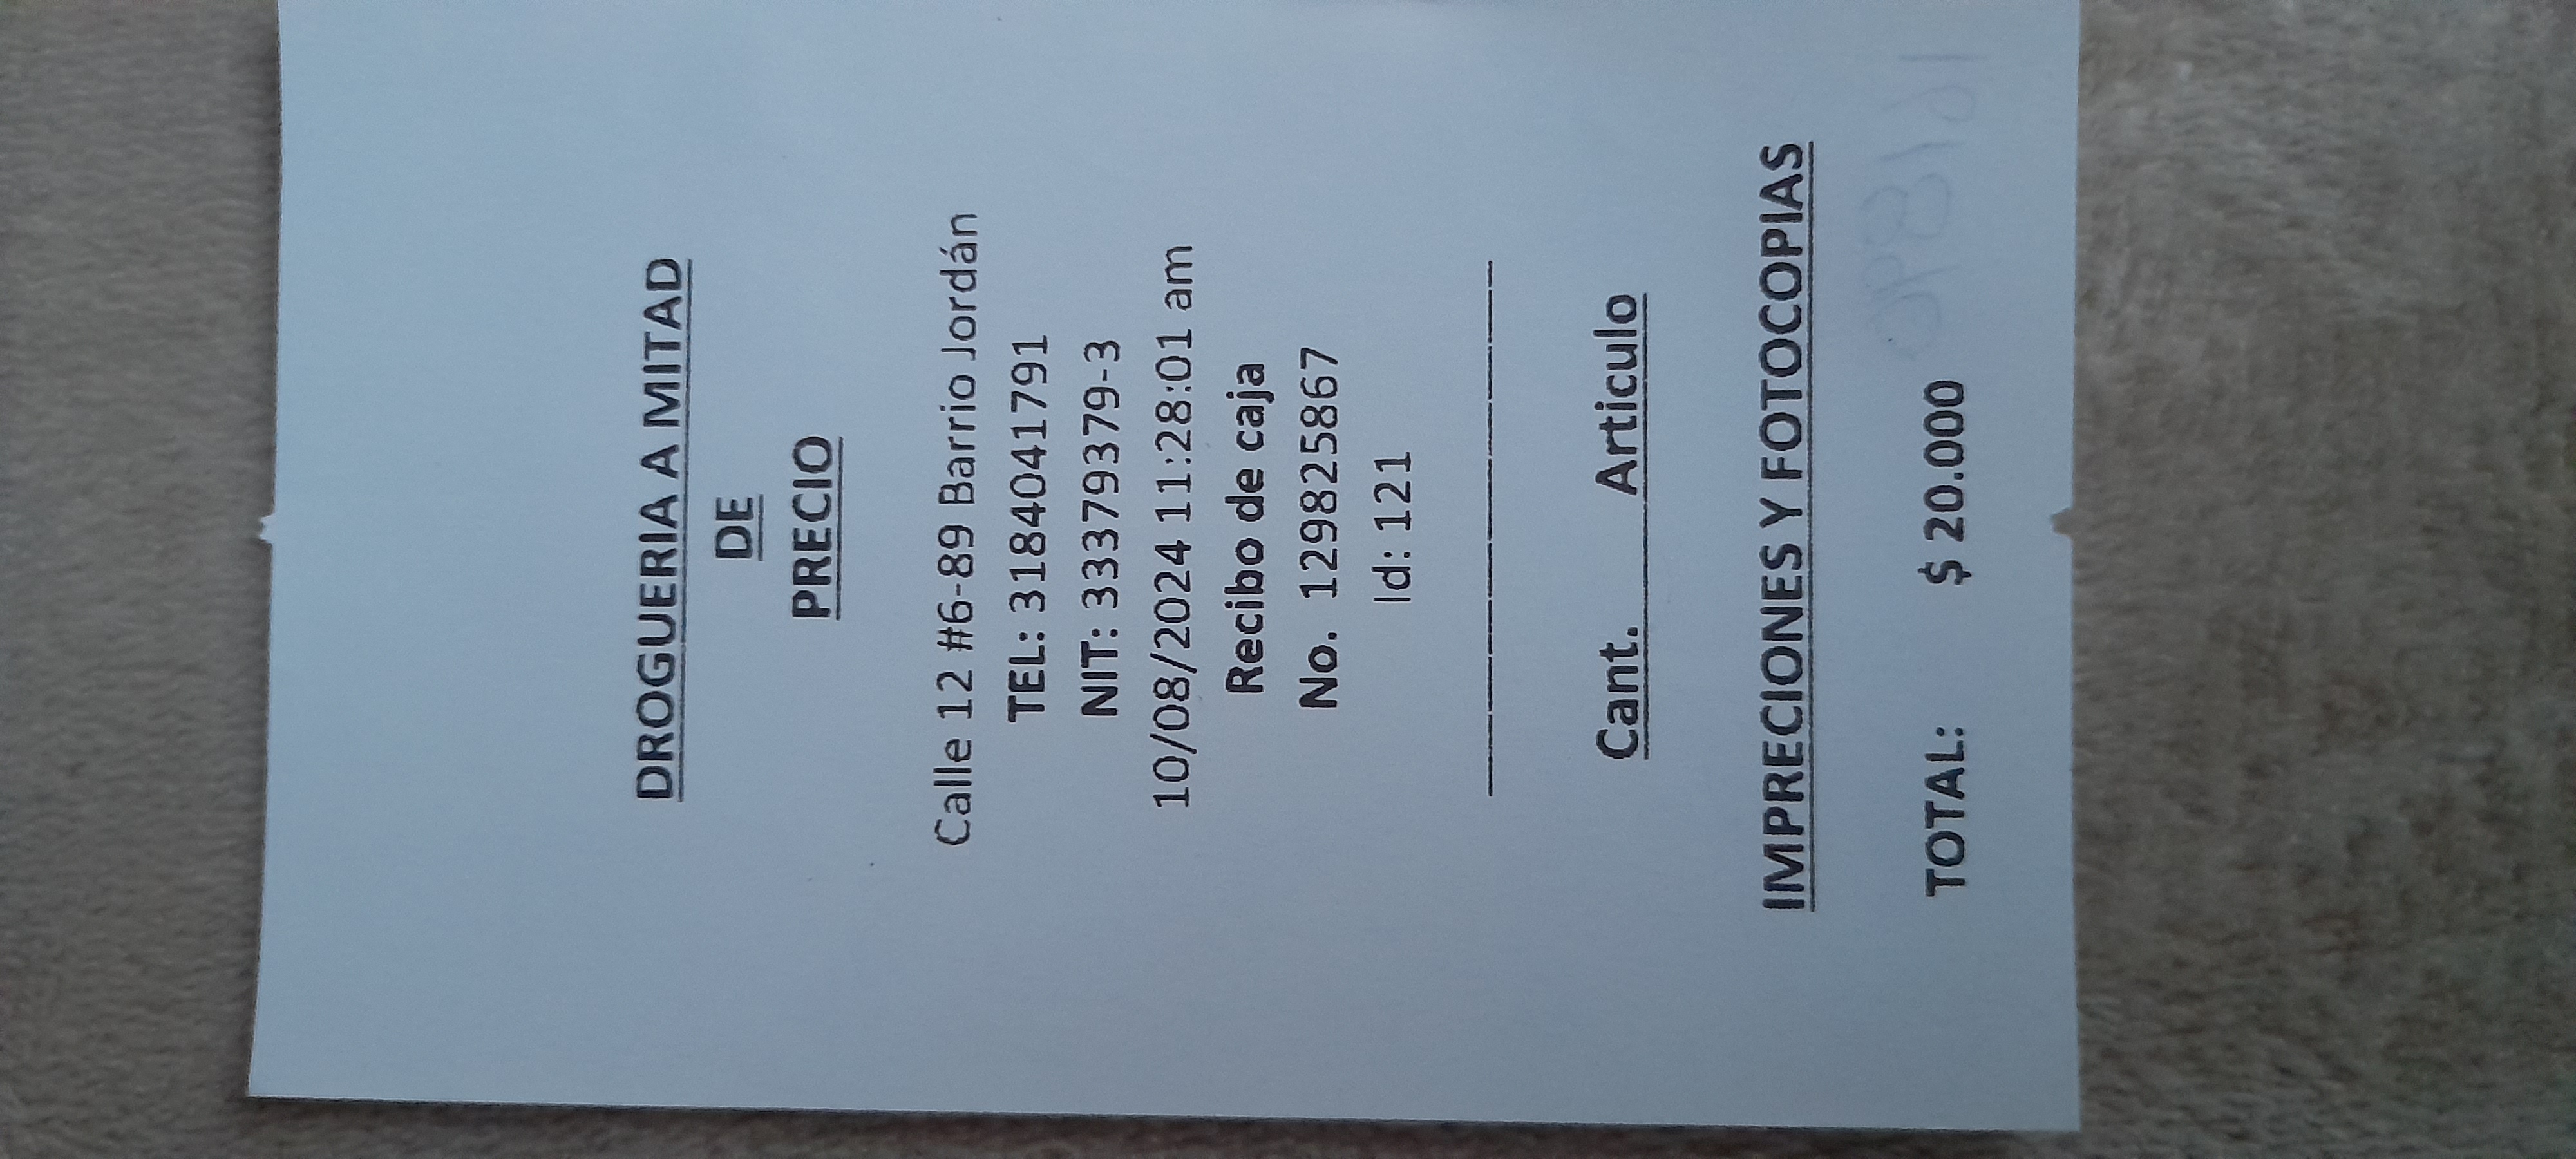 DROGUERIA A MITAD
DE
PRECIO
Calle 12 #6-89 Barrio Jordán
TEL: 3184041791
NIT: 333793379-3
10/08/2024 11:28:01 am
Recibo de caja
No. 1298825867
Id: 121
Cant. Articulo
IMPRECIONES Y FOTOCOPIAS
TOTAL: $ 20.000